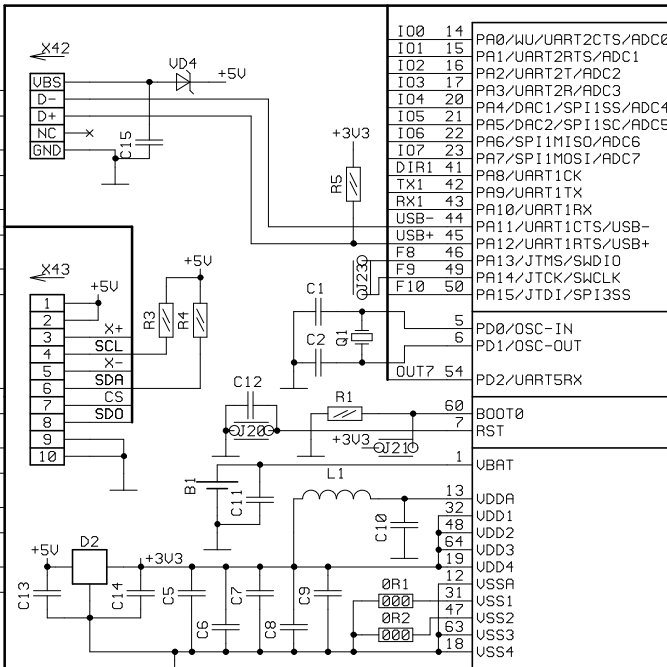 X42
VBS
D-
D+
NC
GND
VD4
+5V
C15
+3V3
R5
IO0 14 PA0/WU/UART2CTS/ADC0
IO1 15 PA1/UART2RTS/ADC1
IO2 16 PA2/UART2T/ADC2
IO3 17 PA3/UART2R/ADC3
IO4 20 PA4/DAC1/SPI1SS/ADC4
IO5 21 PA5/DAC2/SPI1SC/ADC5
IO6 22 PA6/SPI1MISO/ADC6
IO7 23 PA7/SPI1MOSI/ADC7
DIR1 41 PA8/UART1CK
TX1 42 PA9/UART1TX
RX1 43 PA10/UART1RX
USB- 44 PA11/UART1CTS/USB-
USB+ 45 PA12/UART1RTS/USB+
F8 46 PA13/JTMS/SWDIO
F9 49 PA14/JTCK/SWCLK
F10 50 PA15/JTDI/SPI3SS
J23
X43
+5V
1
2
3 X+
4 SCL
5 X-
6 SDA
7 CS
8 SDO
9
10
+5V
R3
R4
C1
C2
Q1
5 PD0/OSC-IN
6 PD1/OSC-OUT
OUT7 54 PD2/UART5RX
C12
J20
R1
+3V3
J21
60 BOOT0
7 RST
1 VBAT
B1
C11
L1
C10
13 VDDA
32 VDD1
48 VDD2
64 VDD3
19 VDD4
12 VSSA
31 VSS1
47 VSS2
63 VSS3
18 VSS4
+5V
D2
+3V3
C13
C14
C5
C6
C7
C8
C9
0R1
000
0R2
000